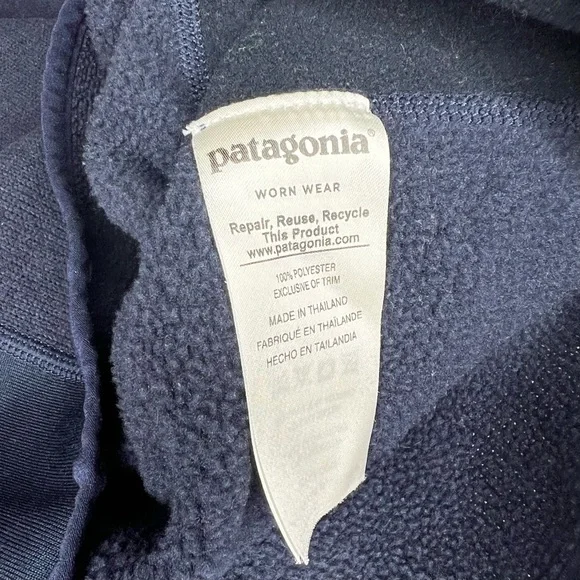 patagonia®
WORN WEAR
Repair, Reuse, Recycle
This Product
www.patagonia.com
100% POLYESTER
EXCLUSIVE OF TRIM
MADE IN THAILAND
FABRIQUÉ EN THAÏLANDE
HECHO EN TAILANDIA